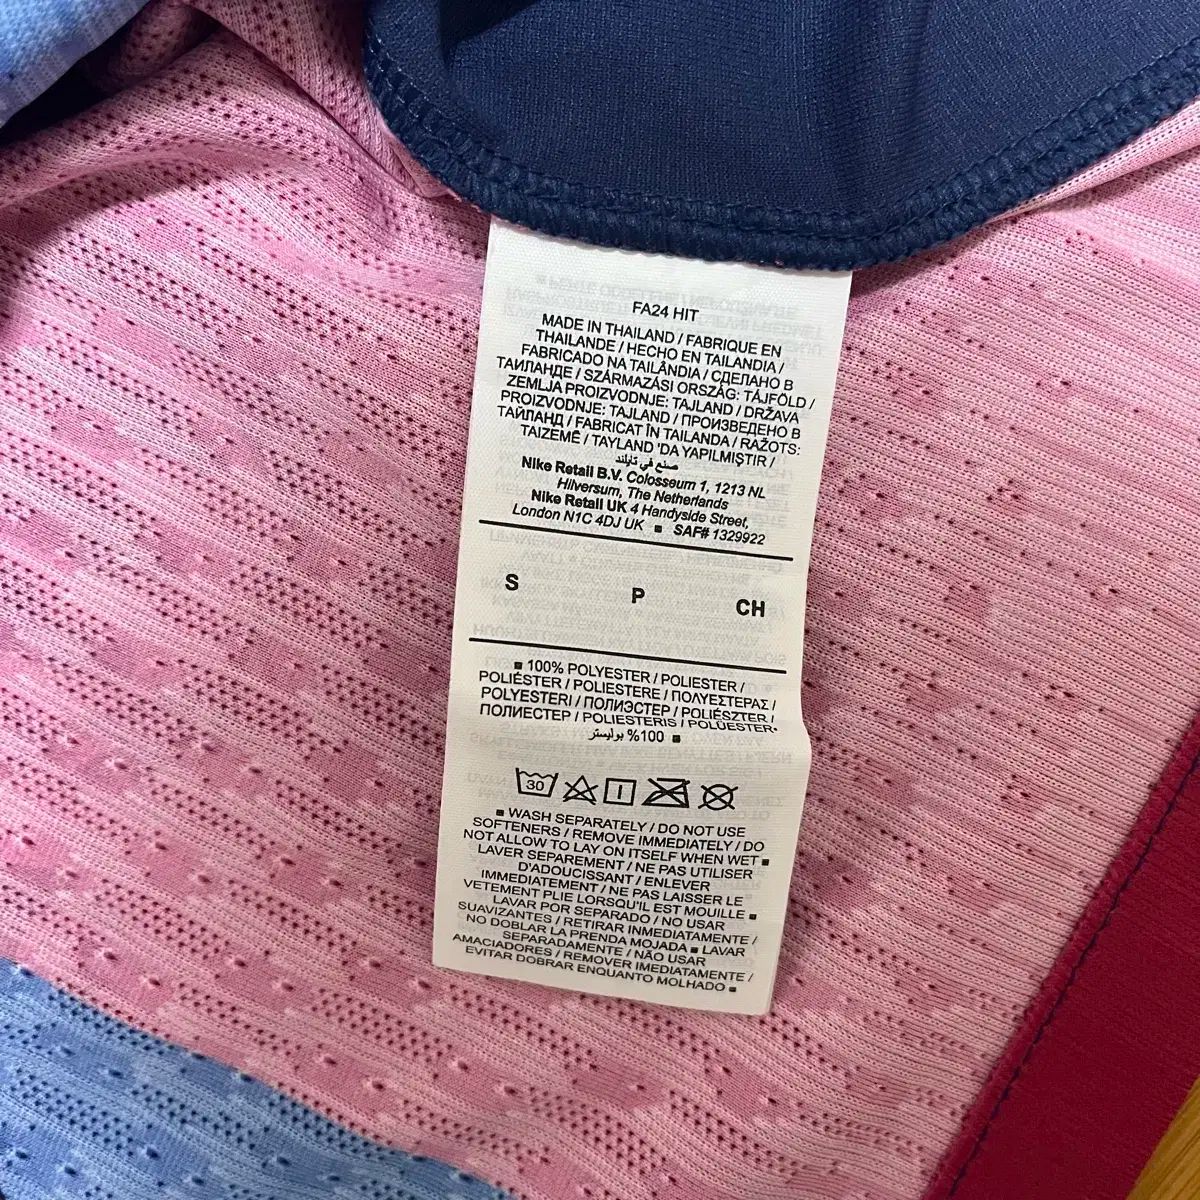 FA24 HIT
MADE IN THAILAND / FABRIQUE EN
THAILANDE / HECHO EN TAILANDIA /
FABRICADO NA TAILÂNDIA / СДЕЛАНО В
ТАИЛАНДЕ / SZÁRMAZÁSI ORSZÁG: TÁJFÖLD /
ZEMLJA PROIZVODNJE: TAJLAND / DRŽAVA
PROIZVODNJE: TAJLAND / ПРОИЗВЕДЕНО В
ТАЙЛАНД / FABRICAT ÎN TAILANDA / RAŽOTS:
TAIZEMĒ / TAYLAND 'DA YAPILMIŞTIR /
صنع في تايلند
Nike Retail B.V. Colosseum 1, 1213 NL
Hilversum, The Netherlands
Nike Retail UK 4 Handyside Street,
London N1C 4DJ UK ■ SAF# 1329922
S P CH
■ 100% POLYESTER / POLIESTER /
POLIÉSTER / POLIESTERE / ΠΟΛΥΕΣΤΕΡΑΣ /
POLYESTERI / ПОЛИЭСТЕР / POLIÉSZTER /
ПОЛИЕСТЕР / POLIESTERIS / POLÜESTER•
%100 بوليستر ■
30
■ WASH SEPARATELY / DO NOT USE
SOFTENERS / REMOVE IMMEDIATELY / DO
NOT ALLOW TO LAY ON ITSELF WHEN WET ■
LAVER SEPAREMENT / NE PAS UTILISER
D'ADOUCISSANT / ENLEVER
IMMEDIATEMENT / NE PAS LAISSER LE
VETEMENT PLIE LORSQU'IL EST MOUILLE ■
LAVAR POR SEPARADO / NO USAR
SUAVIZANTES / RETIRAR INMEDIATAMENTE /
NO DOBLAR LA PRENDA MOJADA ■ LAVAR
SEPARADAMENTE / NÃO USAR
AMACIADORES / REMOVER IMEDIATAMENTE /
EVITAR DOBRAR ENQUANTO MOLHADO ■